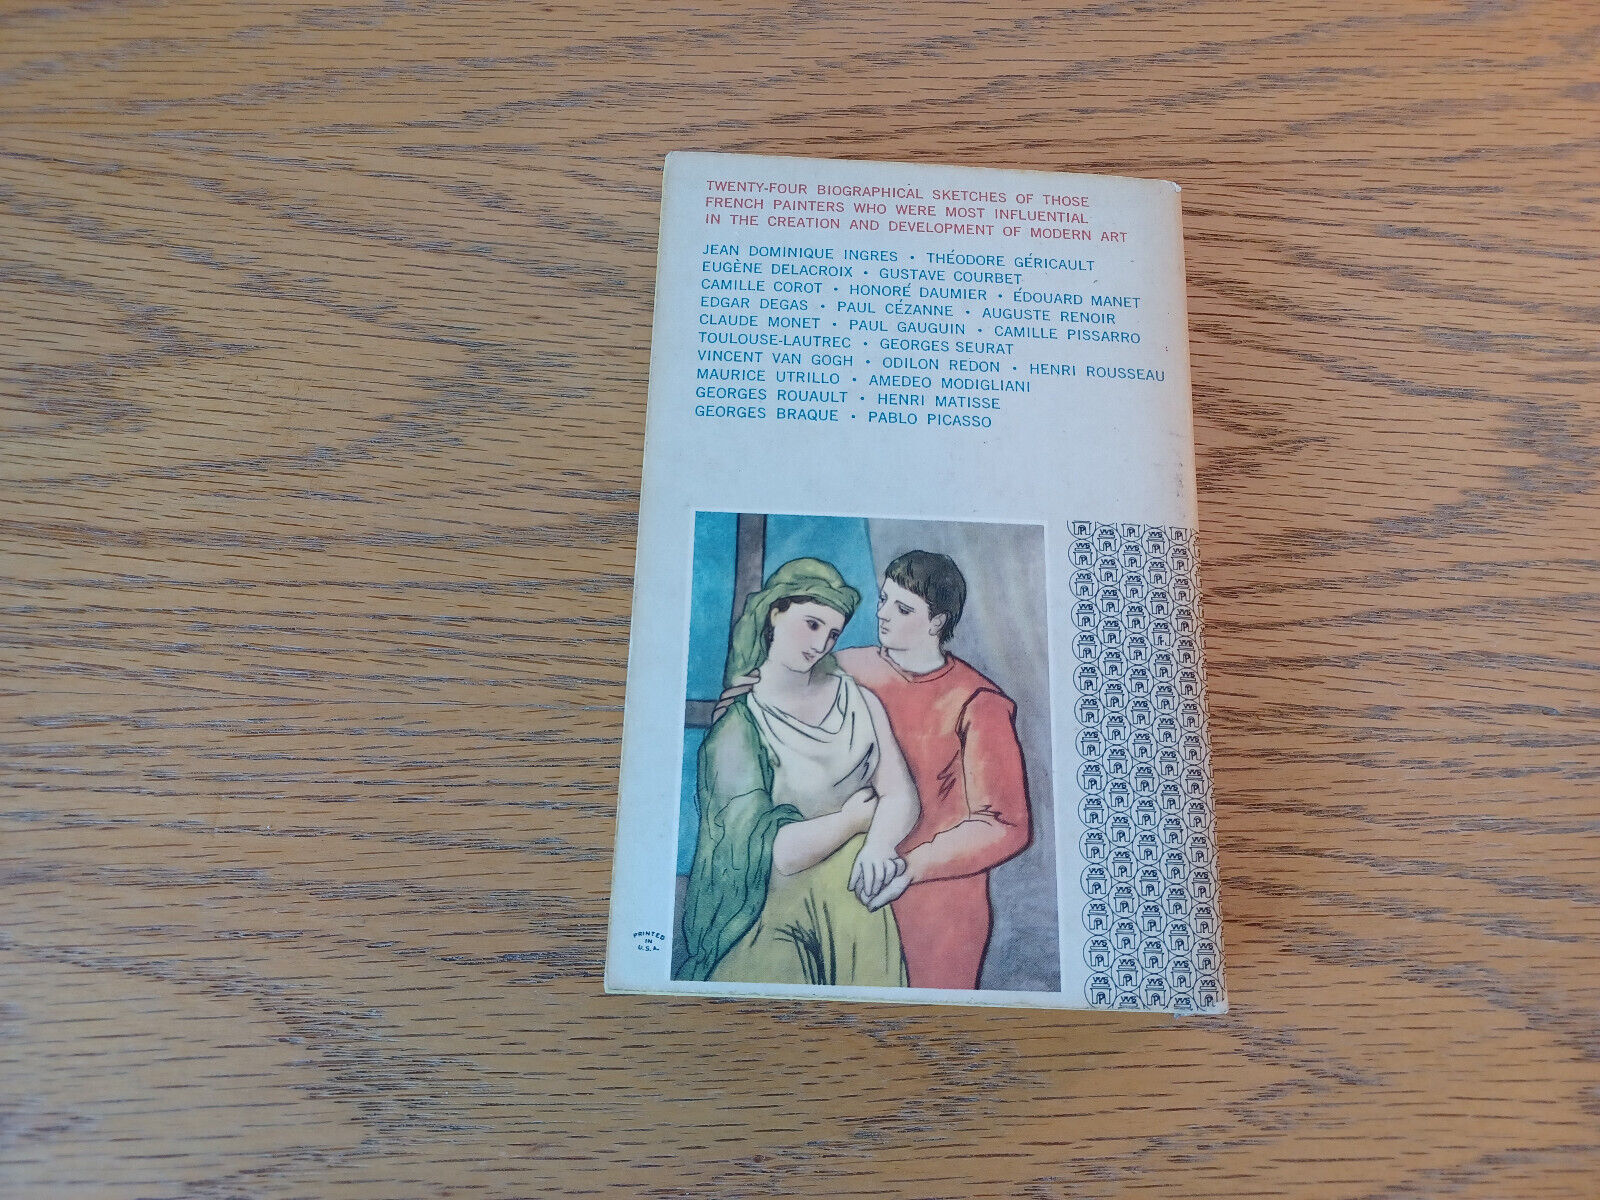 TWENTY-FOUR BIOGRAPHICAL SKETCHES OF THOSE
FRENCH PAINTERS WHO WERE MOST INFLUENTIAL
IN THE CREATION AND DEVELOPMENT OF MODERN ART
JEAN DOMINIQUE INGRES • THÉODORE GÉRICAULT
EUGÈNE DELACROIX • GUSTAVE COURBET
CAMILLE COROT • HONORÉ DAUMIER • ÉDOUARD MANET
EDGAR DEGAS • PAUL CÉZANNE • AUGUSTE RENOIR
CLAUDE MONET • PAUL GAUGUIN • CAMILLE PISSARRO
TOULOUSE-LAUTREC • GEORGES SEURAT
VINCENT VAN GOGH • ODILON REDON • HENRI ROUSSEAU
MAURICE UTRILLO • AMEDEO MODIGLIANI
GEORGES ROUAULT • HENRI MATISSE
GEORGES BRAQUE • PABLO PICASSO
PRINTED
IN
U.S.A.